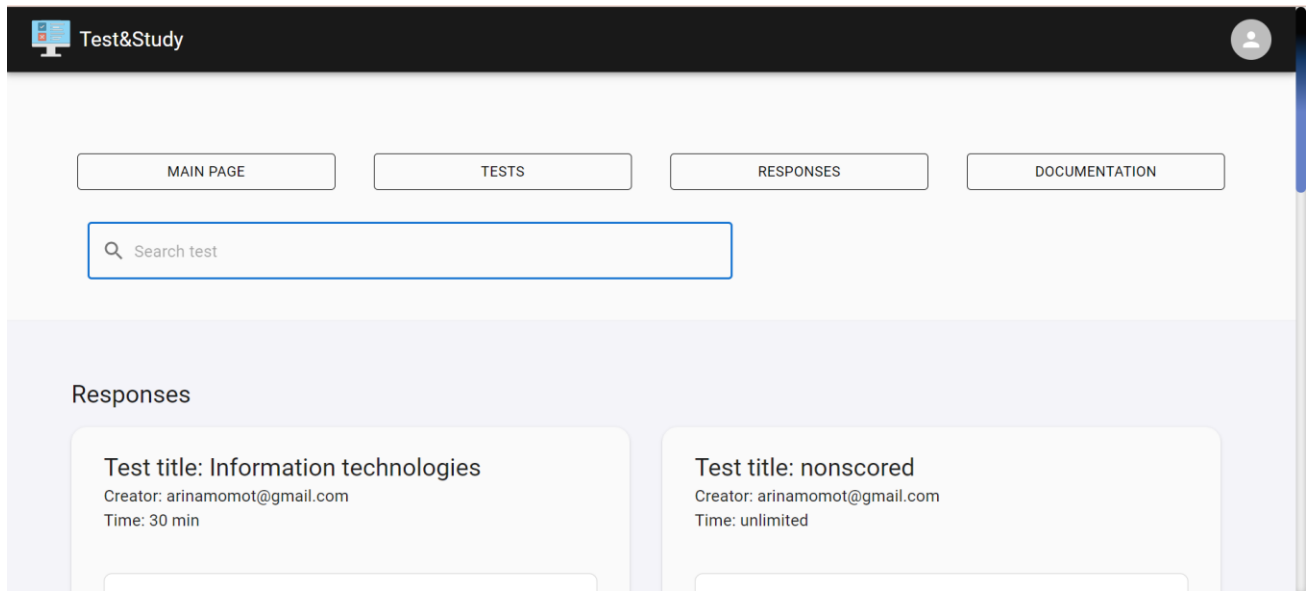 Test&Study
MAIN PAGE
TESTS
RESPONSES
DOCUMENTATION
Search test
Responses
Test title: Information technologies
Creator: arinamomot@gmail.com
Time: 30 min
Test title: nonscored
Creator: arinamomot@gmail.com
Time: unlimited